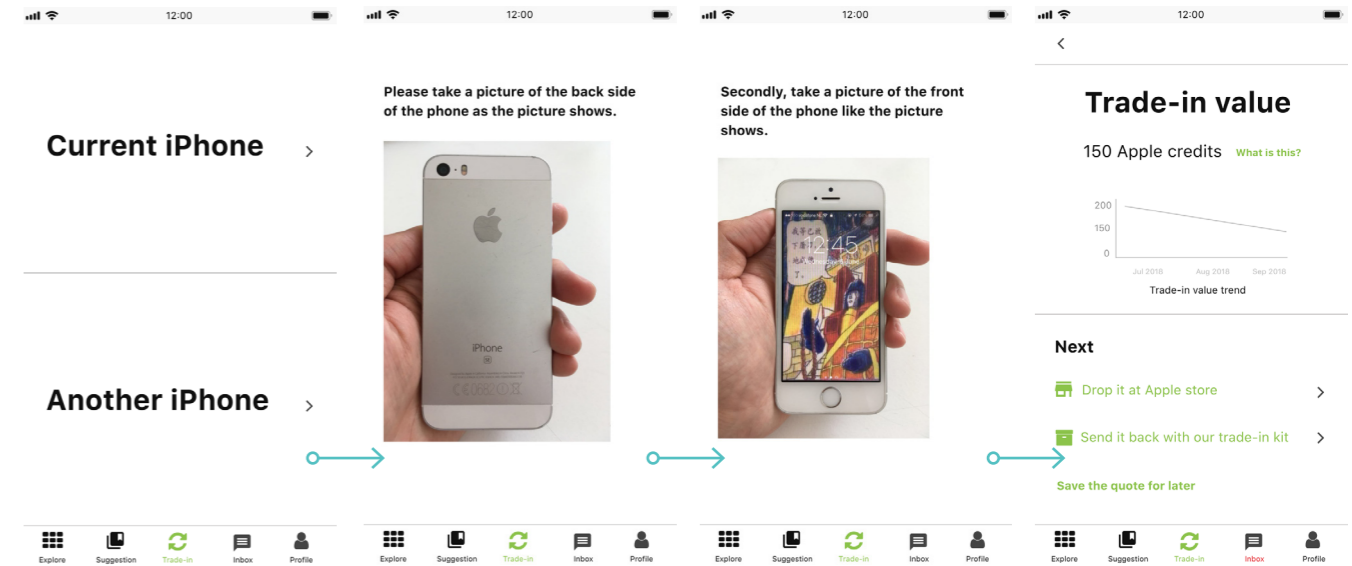 12:00
Current iPhone
Another iPhone
Explore
Suggestion
Trade-in
Inbox
Profile
12:00
Please take a picture of the back side
of the phone as the picture shows.
iPhone
SE
Explore
Suggestion
Trade-in
Inbox
Profile
12:00
Secondly, take a picture of the front
side of the phone like the picture
shows.
12:45
Explore
Suggestion
Trade-in
Inbox
Profile
12:00
Trade-in value
150 Apple credits What is this?
200
150
0
Jul 2018 Aug 2018 Sep 2018
Trade-in value trend
Next
Drop it at Apple store
Send it back with our trade-in kit
Save the quote for later
Explore
Suggestion
Trade-in
Inbox
Profile